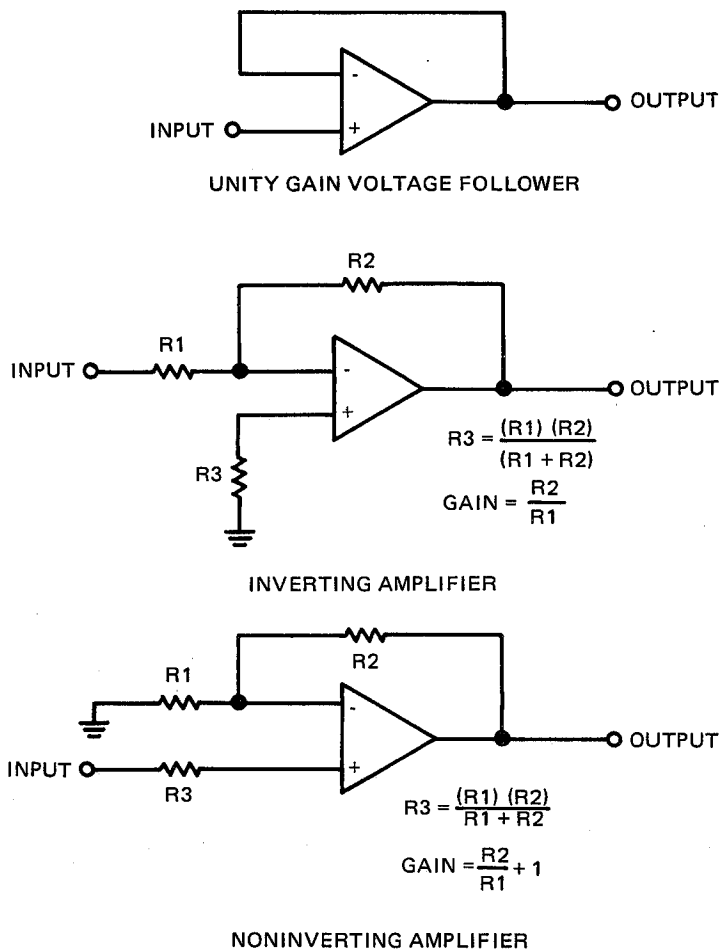 -
OUTPUT
INPUT
+
UNITY GAIN VOLTAGE FOLLOWER
R2
R1
INPUT
-
OUTPUT
+
R3
R3 = (R1) (R2)
(R1 + R2)
GAIN = R2
R1
INVERTING AMPLIFIER
R2
R1
-
OUTPUT
INPUT
+
R3
R3 = (R1) (R2)
R1 + R2
GAIN = R2 + 1
R1
NONINVERTING AMPLIFIER